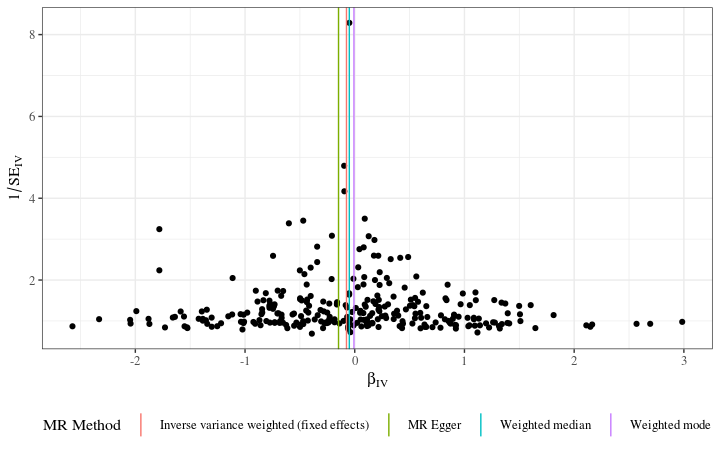 8
6
4
2
1/SE_IV
-2
-1
0
1
2
3
β_IV
MR Method
Inverse variance weighted (fixed effects)
MR Egger
Weighted median
Weighted mode